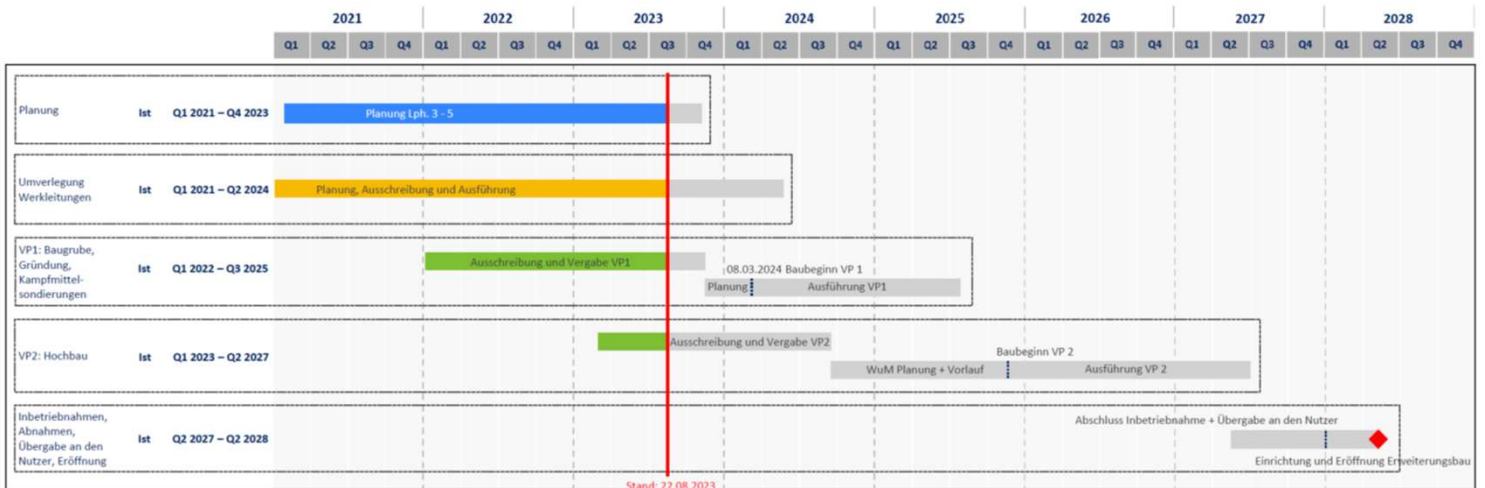 2021 2022 2023 2024 2025 2026 2027 2028
Q1 Q2 Q3 Q4 Q1 Q2 Q3 Q4 Q1 Q2 Q3 Q4 Q1 Q2 Q3 Q4 Q1 Q2 Q3 Q4 Q1 Q2 Q3 Q4 Q1 Q2 Q3 Q4 Q1 Q2 Q3 Q4
Planung Ist Q1 2021 – Q4 2023 Planung Lph. 3 - 5
Umverlegung
Werkleitungen
Ist Q1 2021 – Q2 2024 Planung, Ausschreibung und Ausführung
VP1: Baugrube,
Gründung,
Kampfmittel-
sondierungen
Ist Q1 2022 – Q3 2025
Ausschreibung und Vergabe VP1
08.03.2024 Baubeginn VP 1
Planung Ausführung VP1
VP2: Hochbau Ist Q1 2023 – Q2 2027
Ausschreibung und Vergabe VP2
Baubeginn VP 2
WuM Planung + Vorlauf Ausführung VP 2
Inbetriebnahmen,
Abnahmen,
Übergabe an den
Nutzer, Eröffnung
Ist Q2 2027 – Q2 2028
Abschluss Inbetriebnahme + Übergabe an den Nutzer
Einrichtung und Eröffnung Erweiterungsbau
Stand: 22.08.2023